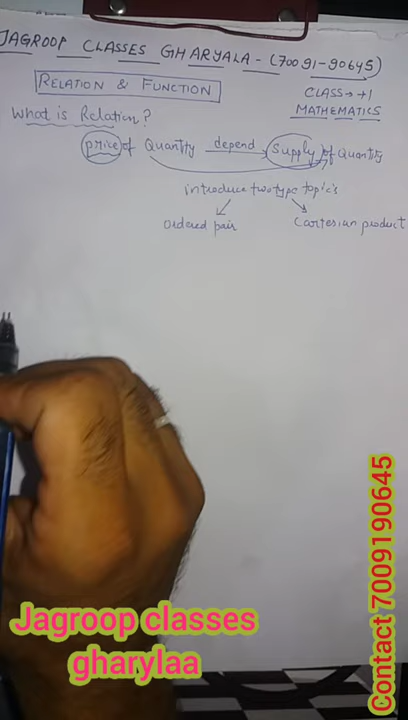 JAGROOP CLASSES GHARYALA - (70091-90645)
RELATION & FUNCTION
CLASS → +1
MATHEMATICS
What is Relation?
price of Quantity depend Supply of Quantity
introduce two type topics
ordered pair
Cartesian product
Contact 7009190645
Jagroop classes
gharylaa